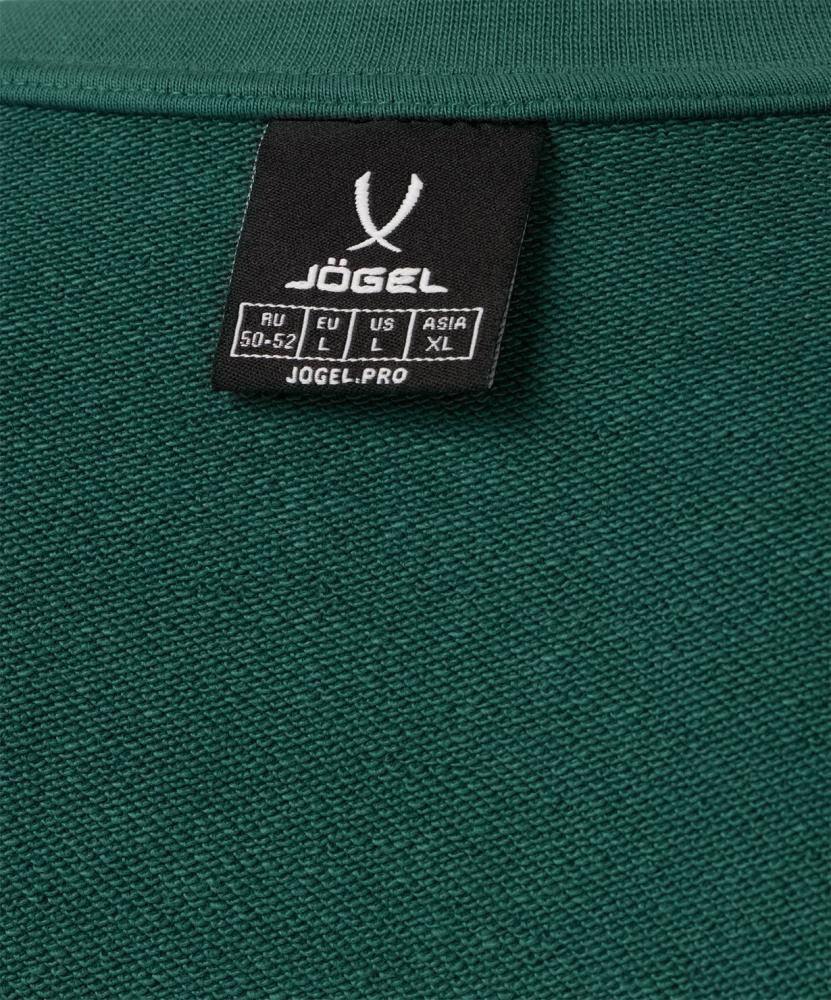 JÖGEL
RU EU US ASIA
50-52 L L XL
JOGEL.PRO